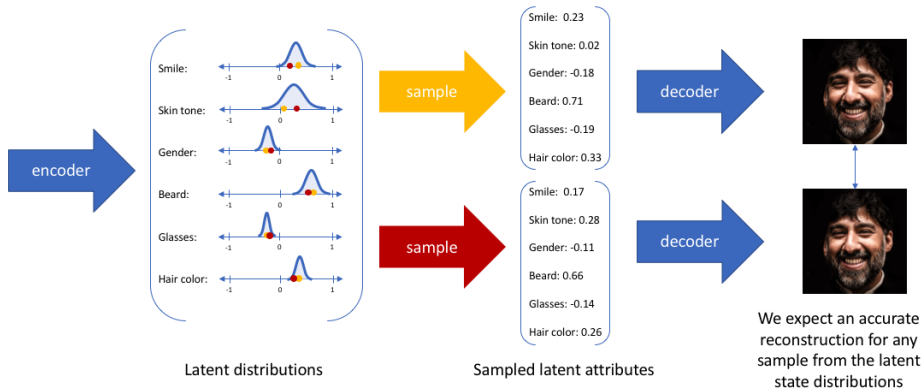 encoder
Smile:
-1 0 1
Skin tone:
-1 0 1
Gender:
-1 0 1
Beard:
-1 0 1
Glasses:
-1 0 1
Hair color:
-1 0 1
Latent distributions
sample
sample
Smile: 0.23
Skin tone: 0.02
Gender: -0.18
Beard: 0.71
Glasses: -0.19
Hair color: 0.33
Smile: 0.17
Skin tone: 0.28
Gender: -0.11
Beard: 0.66
Glasses: -0.14
Hair color: 0.26
Sampled latent attributes
decoder
decoder
We expect an accurate
reconstruction for any
sample from the latent
state distributions